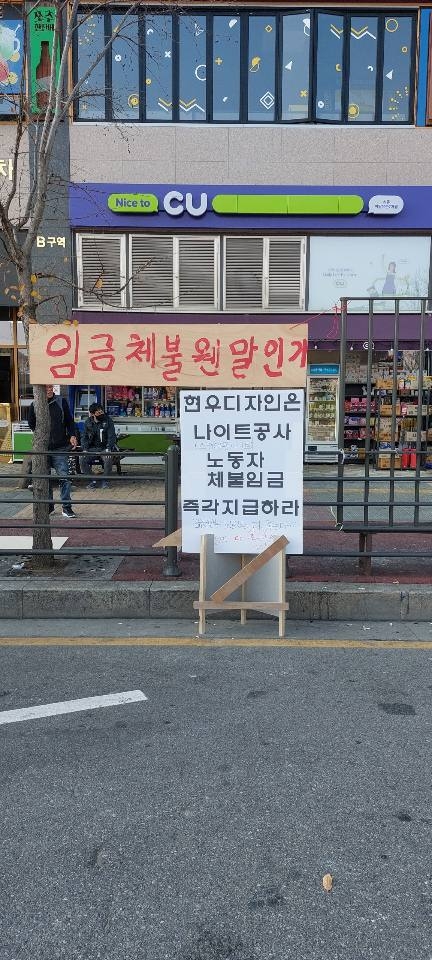 Nice to CU
B구역
차
임금체불웬말인가
현우디자인은
나이트공사
노동자
체불임금
즉각지급하라